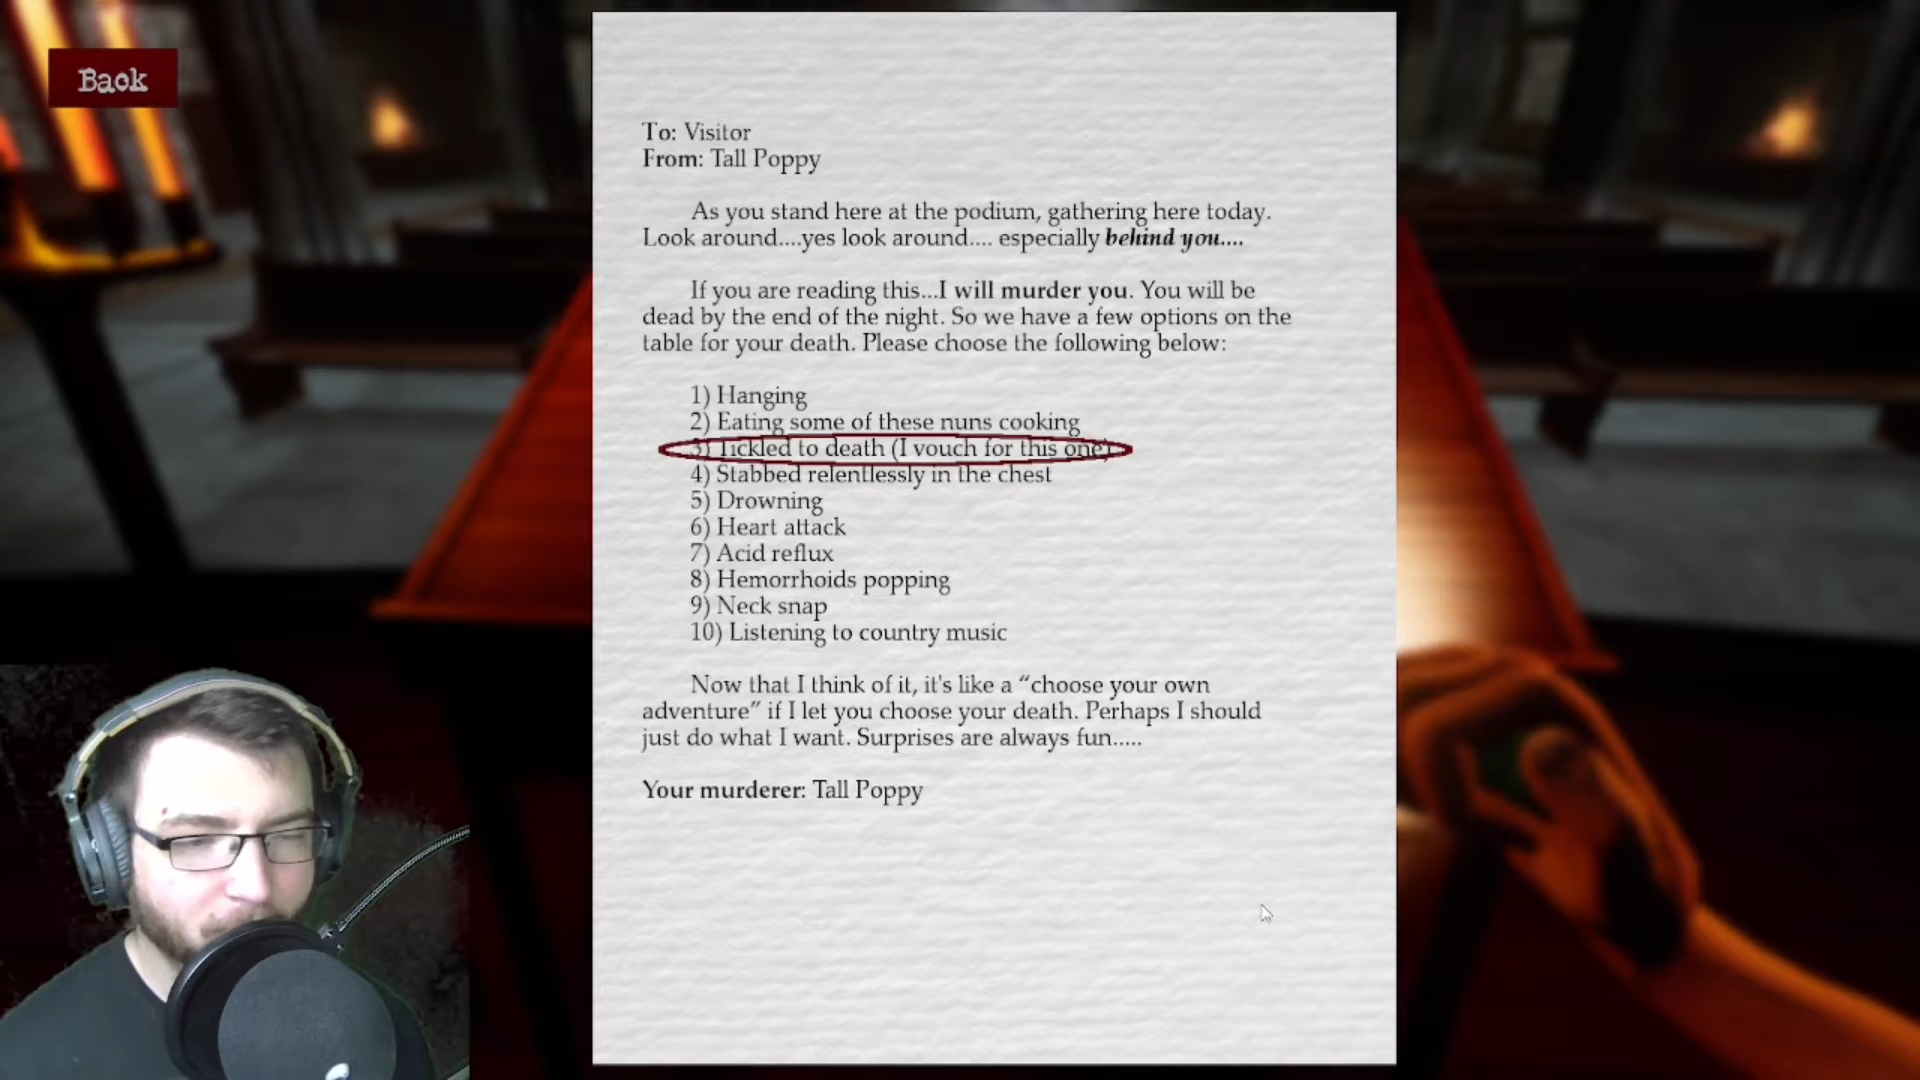 Back
To: Visitor
From: Tall Poppy
As you stand here at the podium, gathering here today.
Look around....yes look around.... especially behind you....
If you are reading this...I will murder you. You will be
dead by the end of the night. So we have a few options on the
table for your death. Please choose the following below:
1) Hanging
2) Eating some of these nuns cooking
3) Tickled to death (I vouch for this one)
4) Stabbed relentlessly in the chest
5) Drowning
6) Heart attack
7) Acid reflux
8) Hemorrhoids popping
9) Neck snap
10) Listening to country music
Now that I think of it, it's like a “choose your own
adventure” if I let you choose your death. Perhaps I should
just do what I want. Surprises are always fun.....
Your murderer: Tall Poppy